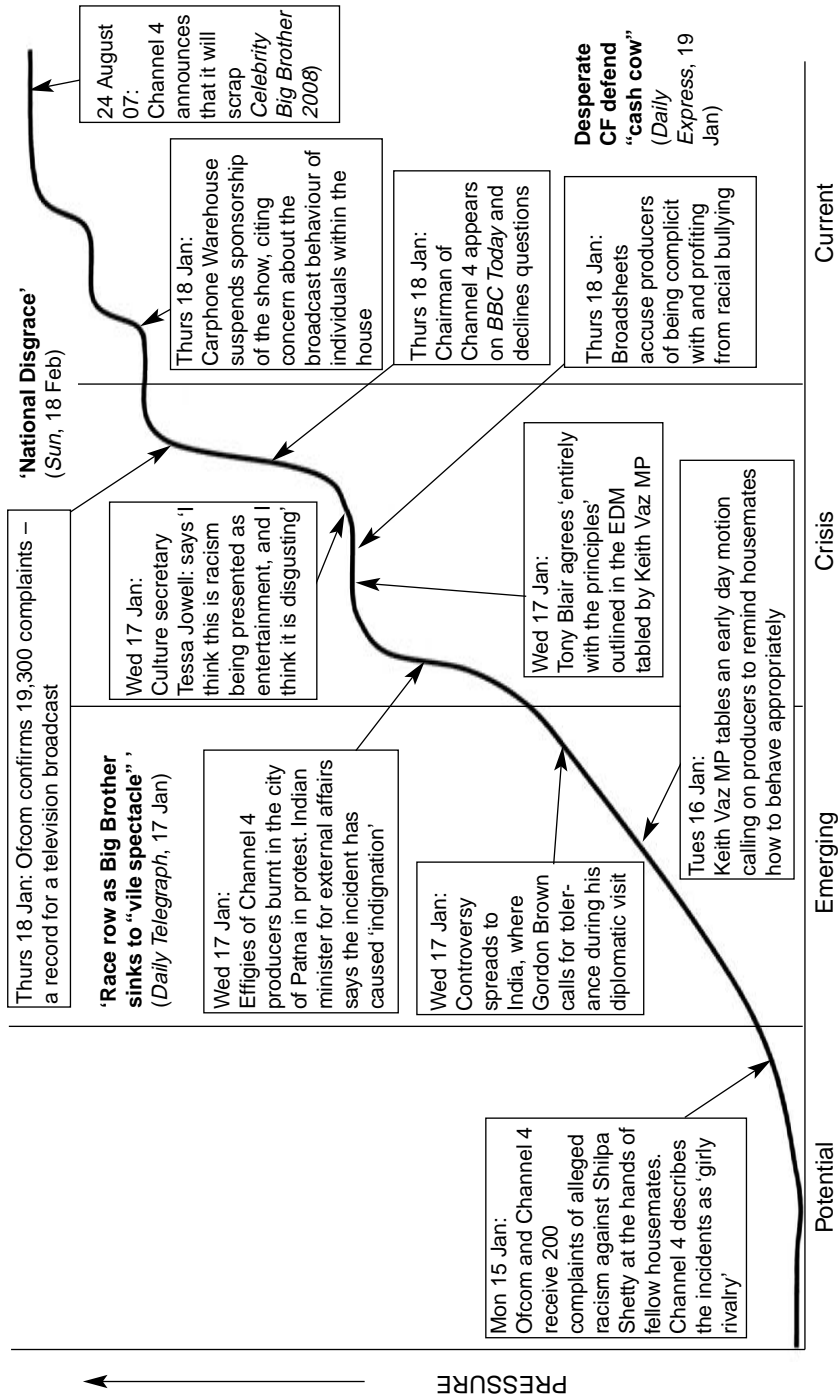 PRESSURE
Mon 15 Jan:
Ofcom and Channel 4
receive 200
complaints of alleged
racism against Shilpa
Shetty at the hands of
fellow housemates.
Channel 4 describes
the incidents as ‘girly
rivalry’
Thurs 18 Jan: Ofcom confirms 19,300 complaints –
a record for a television broadcast
‘Race row as Big Brother
sinks to “vile spectacle” ’
(Daily Telegraph, 17 Jan)
Wed 17 Jan:
Effigies of Channel 4
producers burnt in the city
of Patna in protest. Indian
minister for external affairs
says the incident has
caused ‘indignation’
Wed 17 Jan:
Controversy
spreads to
India, where
Gordon Brown
calls for toler-
ance during his
diplomatic visit
Tues 16 Jan:
Keith Vaz MP tables an early day motion
calling on producers to remind housemates
how to behave appropriately
Wed 17 Jan:
Culture secretary
Tessa Jowell: says ‘I
think this is racism
being presented as
entertainment, and I
think it is disgusting’
Wed 17 Jan:
Tony Blair agrees ‘entirely
with the principles’
outlined in the EDM
tabled by Keith Vaz MP
‘National Disgrace’
(Sun, 18 Feb)
Thurs 18 Jan:
Carphone Warehouse
suspends sponsorship
of the show, citing
concern about the
broadcast behaviour of
individuals within the
house
Thurs 18 Jan:
Chairman of
Channel 4 appears
on BBC Today and
declines questions
Thurs 18 Jan:
Broadsheets
accuse producers
of being complicit
with and profiting
from racial bullying
24 August
07:
Channel 4
announces
that it will
scrap
Celebrity
Big Brother
2008)
Desperate
CF defend
“cash cow”
(Daily
Express, 19
Jan)
Potential
Emerging
Crisis
Current